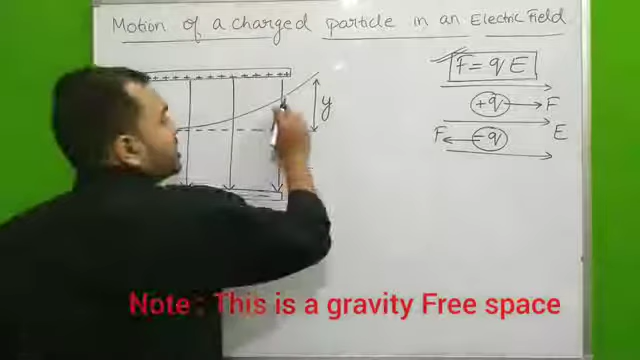 Motion of a charged particle in an Electric Field
F = qE
+ + + + + + + +
y
+q F
F -q E
Note : This is a gravity Free space